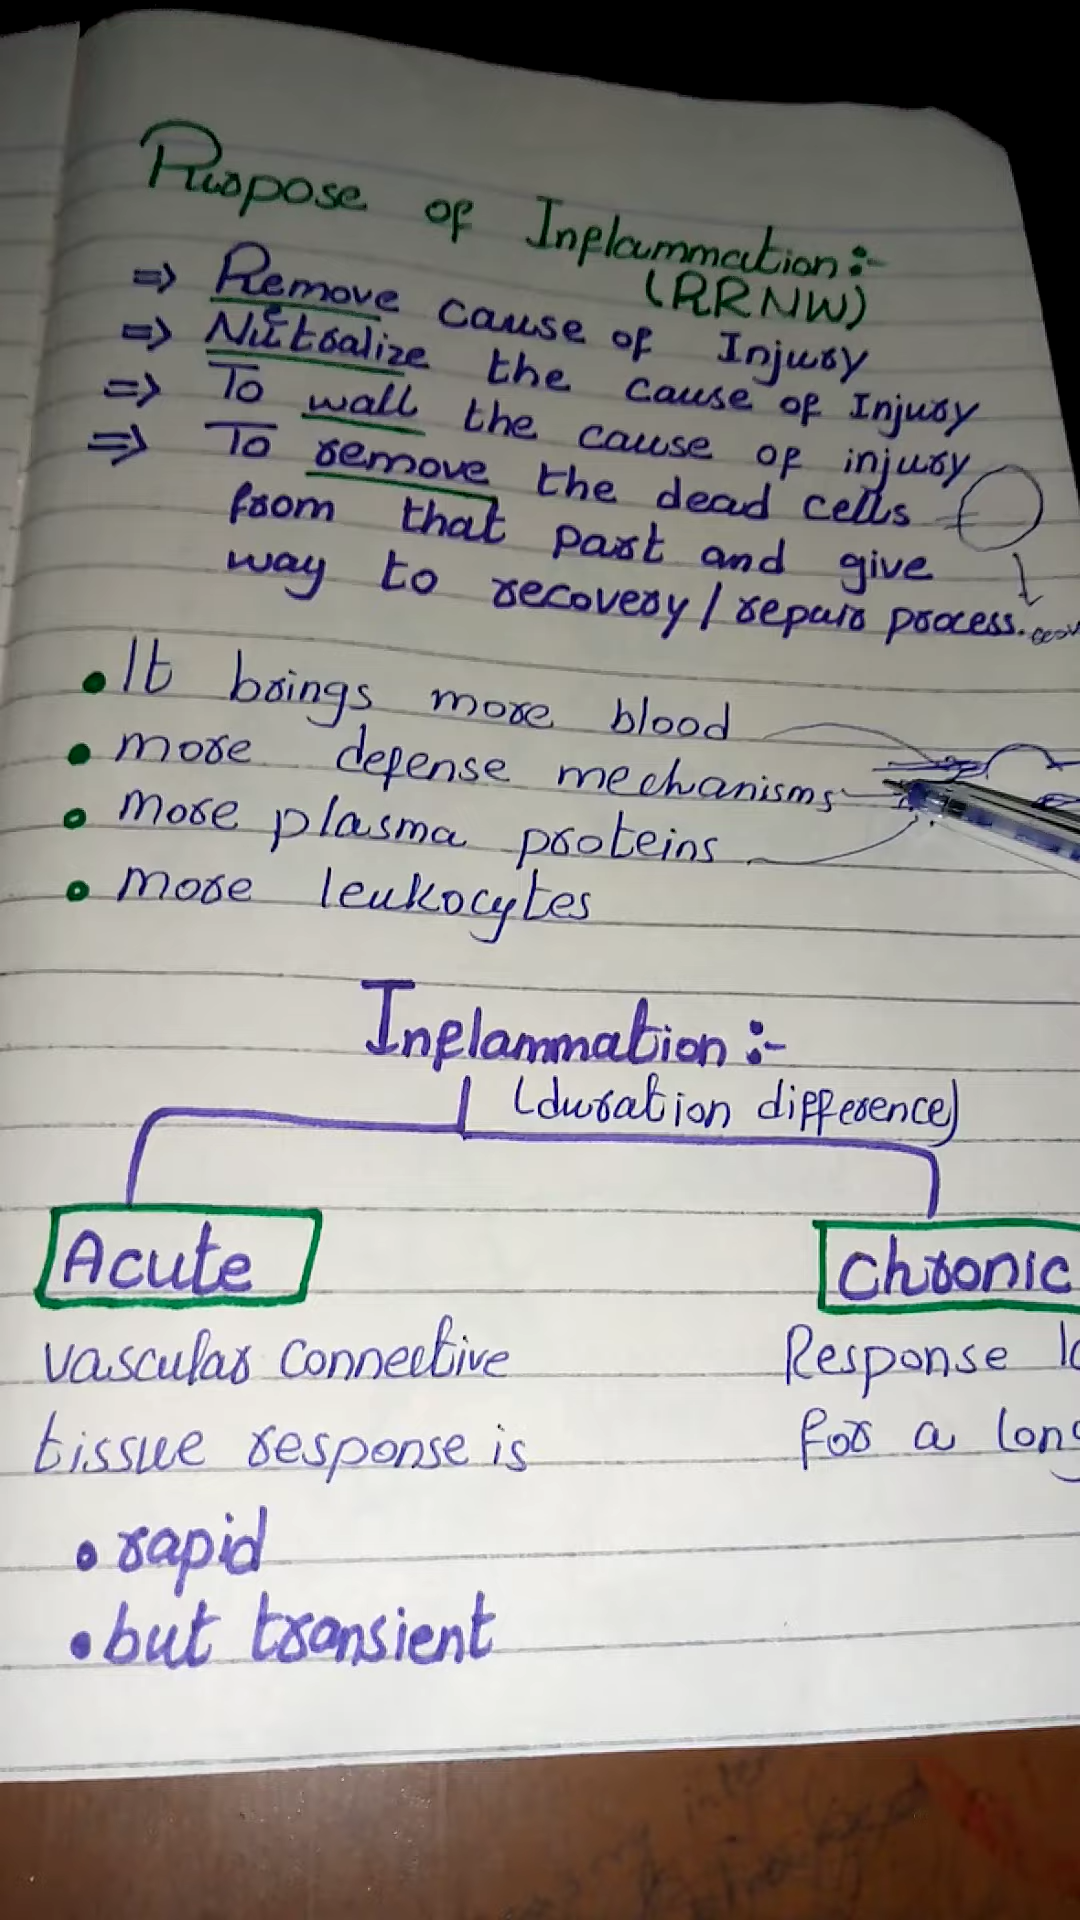 Purpose of Inflammation:-
(RRNW)
=> Remove cause of Injury
=> Neutralize the cause of Injury
=> To wall the cause of injury
=> To remove the dead cells
from that part and give
way to recovery / repair process.
• It brings more blood
• more defense mechanisms
• more plasma proteins
• more leukocytes
Inflammation :-
(duration difference)
Acute
Chronic
vascular connective
tissue response is
• rapid
• but transient
Response
for a long